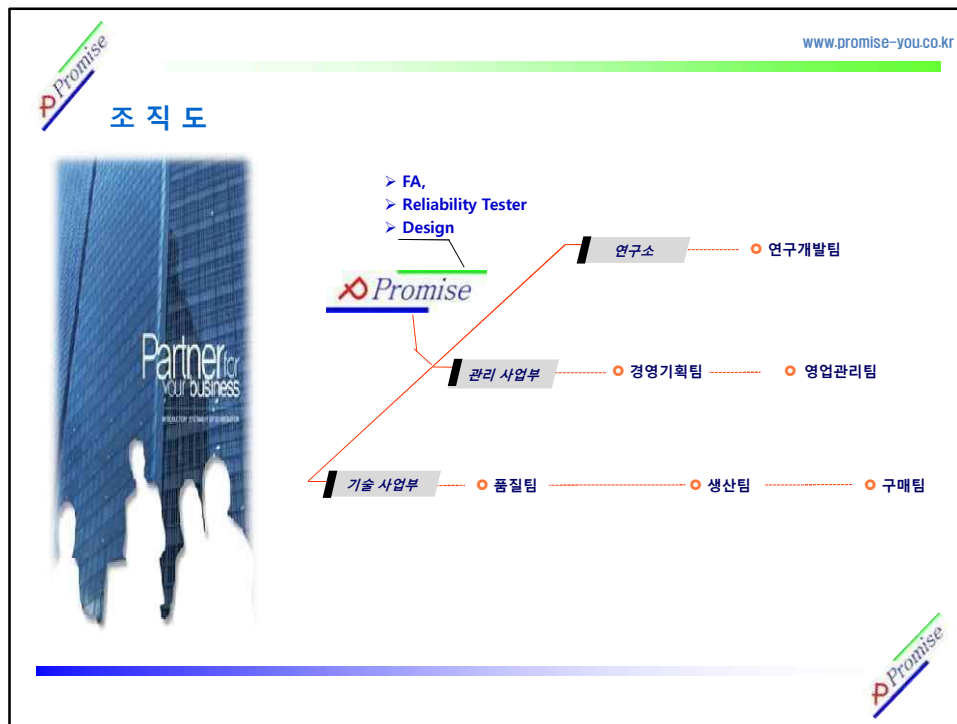 www.promise-you.co.kr
Promise
조 직 도
➢ FA,
➢ Reliability Tester
➢ Design
Promise
연구소
연구개발팀
관리 사업부
경영기획팀
영업관리팀
기술 사업부
품질팀
생산팀
구매팀
Partner for
your business
Promise